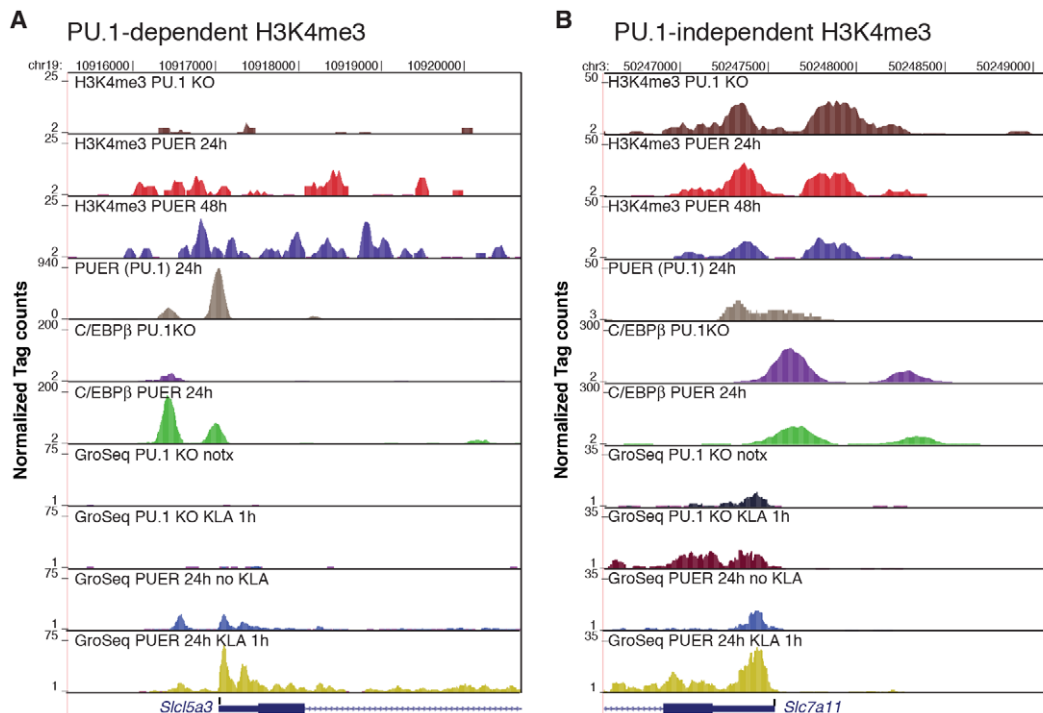 A PU.1-dependent H3K4me3
chr19: 10916000 10917000 10918000 10919000 10920000
Normalized Tag counts
25
H3K4me3 PU.1 KO
2
25
H3K4me3 PUER 24h
2
25
H3K4me3 PUER 48h
2
940
PUER (PU.1) 24h
0
200
C/EBPβ PU.1KO
2
200
C/EBPβ PUER 24h
2
75
GroSeq PU.1 KO notx
1
75
GroSeq PU.1 KO KLA 1h
1
75
GroSeq PUER 24h no KLA
1
75
GroSeq PUER 24h KLA 1h
1
Slcl5a3
B PU.1-independent H3K4me3
chr3: 50247000 50247500 50248000 50248500 50249000
Normalized Tag counts
50
H3K4me3 PU.1 KO
2
50
H3K4me3 PUER 24h
2
50
H3K4me3 PUER 48h
2
50
PUER (PU.1) 24h
3
300
C/EBPβ PU.1KO
2
300
C/EBPβ PUER 24h
2
35
GroSeq PU.1 KO notx
1
35
GroSeq PU.1 KO KLA 1h
1
35
GroSeq PUER 24h no KLA
1
35
GroSeq PUER 24h KLA 1h
1
Slc7a11